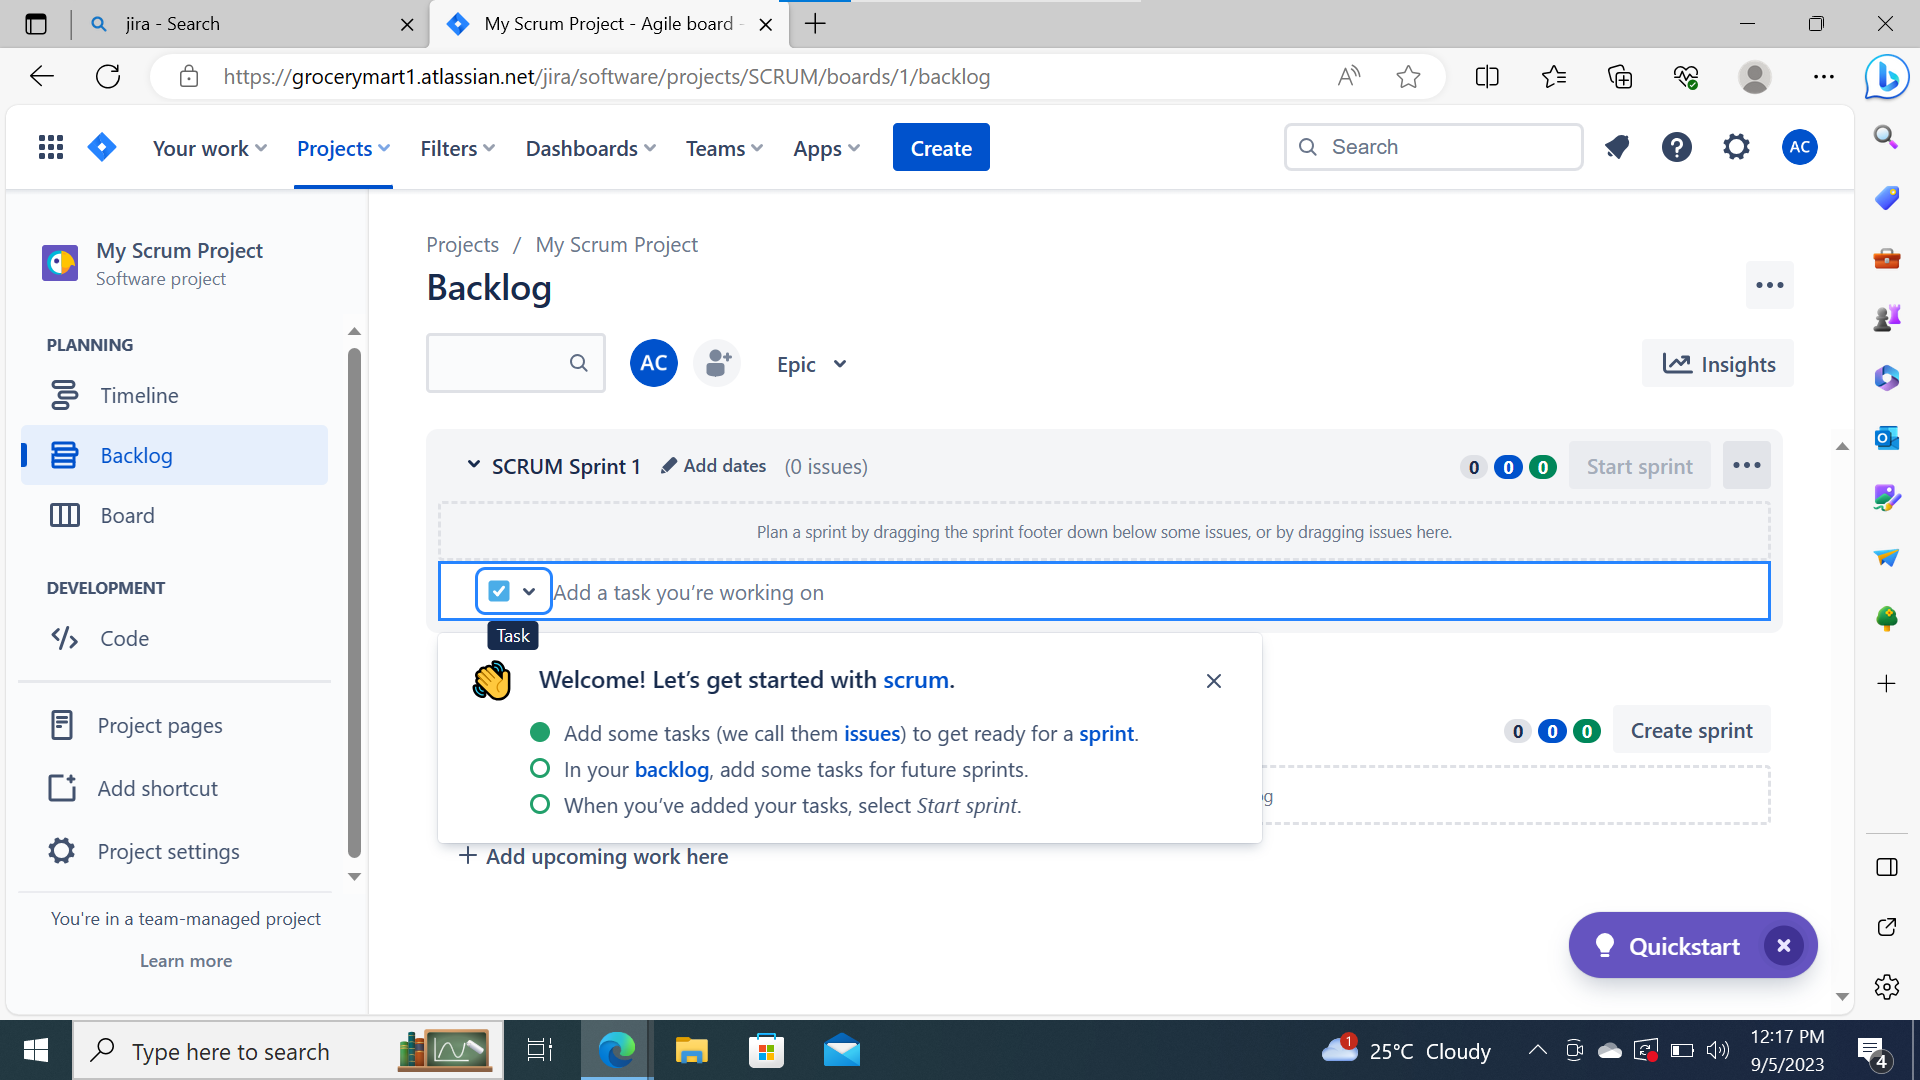 jira - Search
My Scrum Project - Agile board -
https://grocerymart1.atlassian.net/jira/software/projects/SCRUM/boards/1/backlog
Your work
Projects
Filters
Dashboards
Teams
Apps
Create
Search
AC
My Scrum Project
Software project
PLANNING
Timeline
Backlog
Board
DEVELOPMENT
Code
Project pages
Add shortcut
Project settings
You're in a team-managed project
Learn more
Projects / My Scrum Project
Backlog
AC
Epic
Insights
SCRUM Sprint 1 Add dates (0 issues)
0 0 0 Start sprint
Plan a sprint by dragging the sprint footer down below some issues, or by dragging issues here.
Add a task you’re working on
Task
Welcome! Let’s get started with scrum.
Add some tasks (we call them issues) to get ready for a sprint.
In your backlog, add some tasks for future sprints.
When you’ve added your tasks, select Start sprint.
0 0 0 Create sprint
+ Add upcoming work here
Quickstart
Type here to search
1
25°C Cloudy
12:17 PM
9/5/2023
4